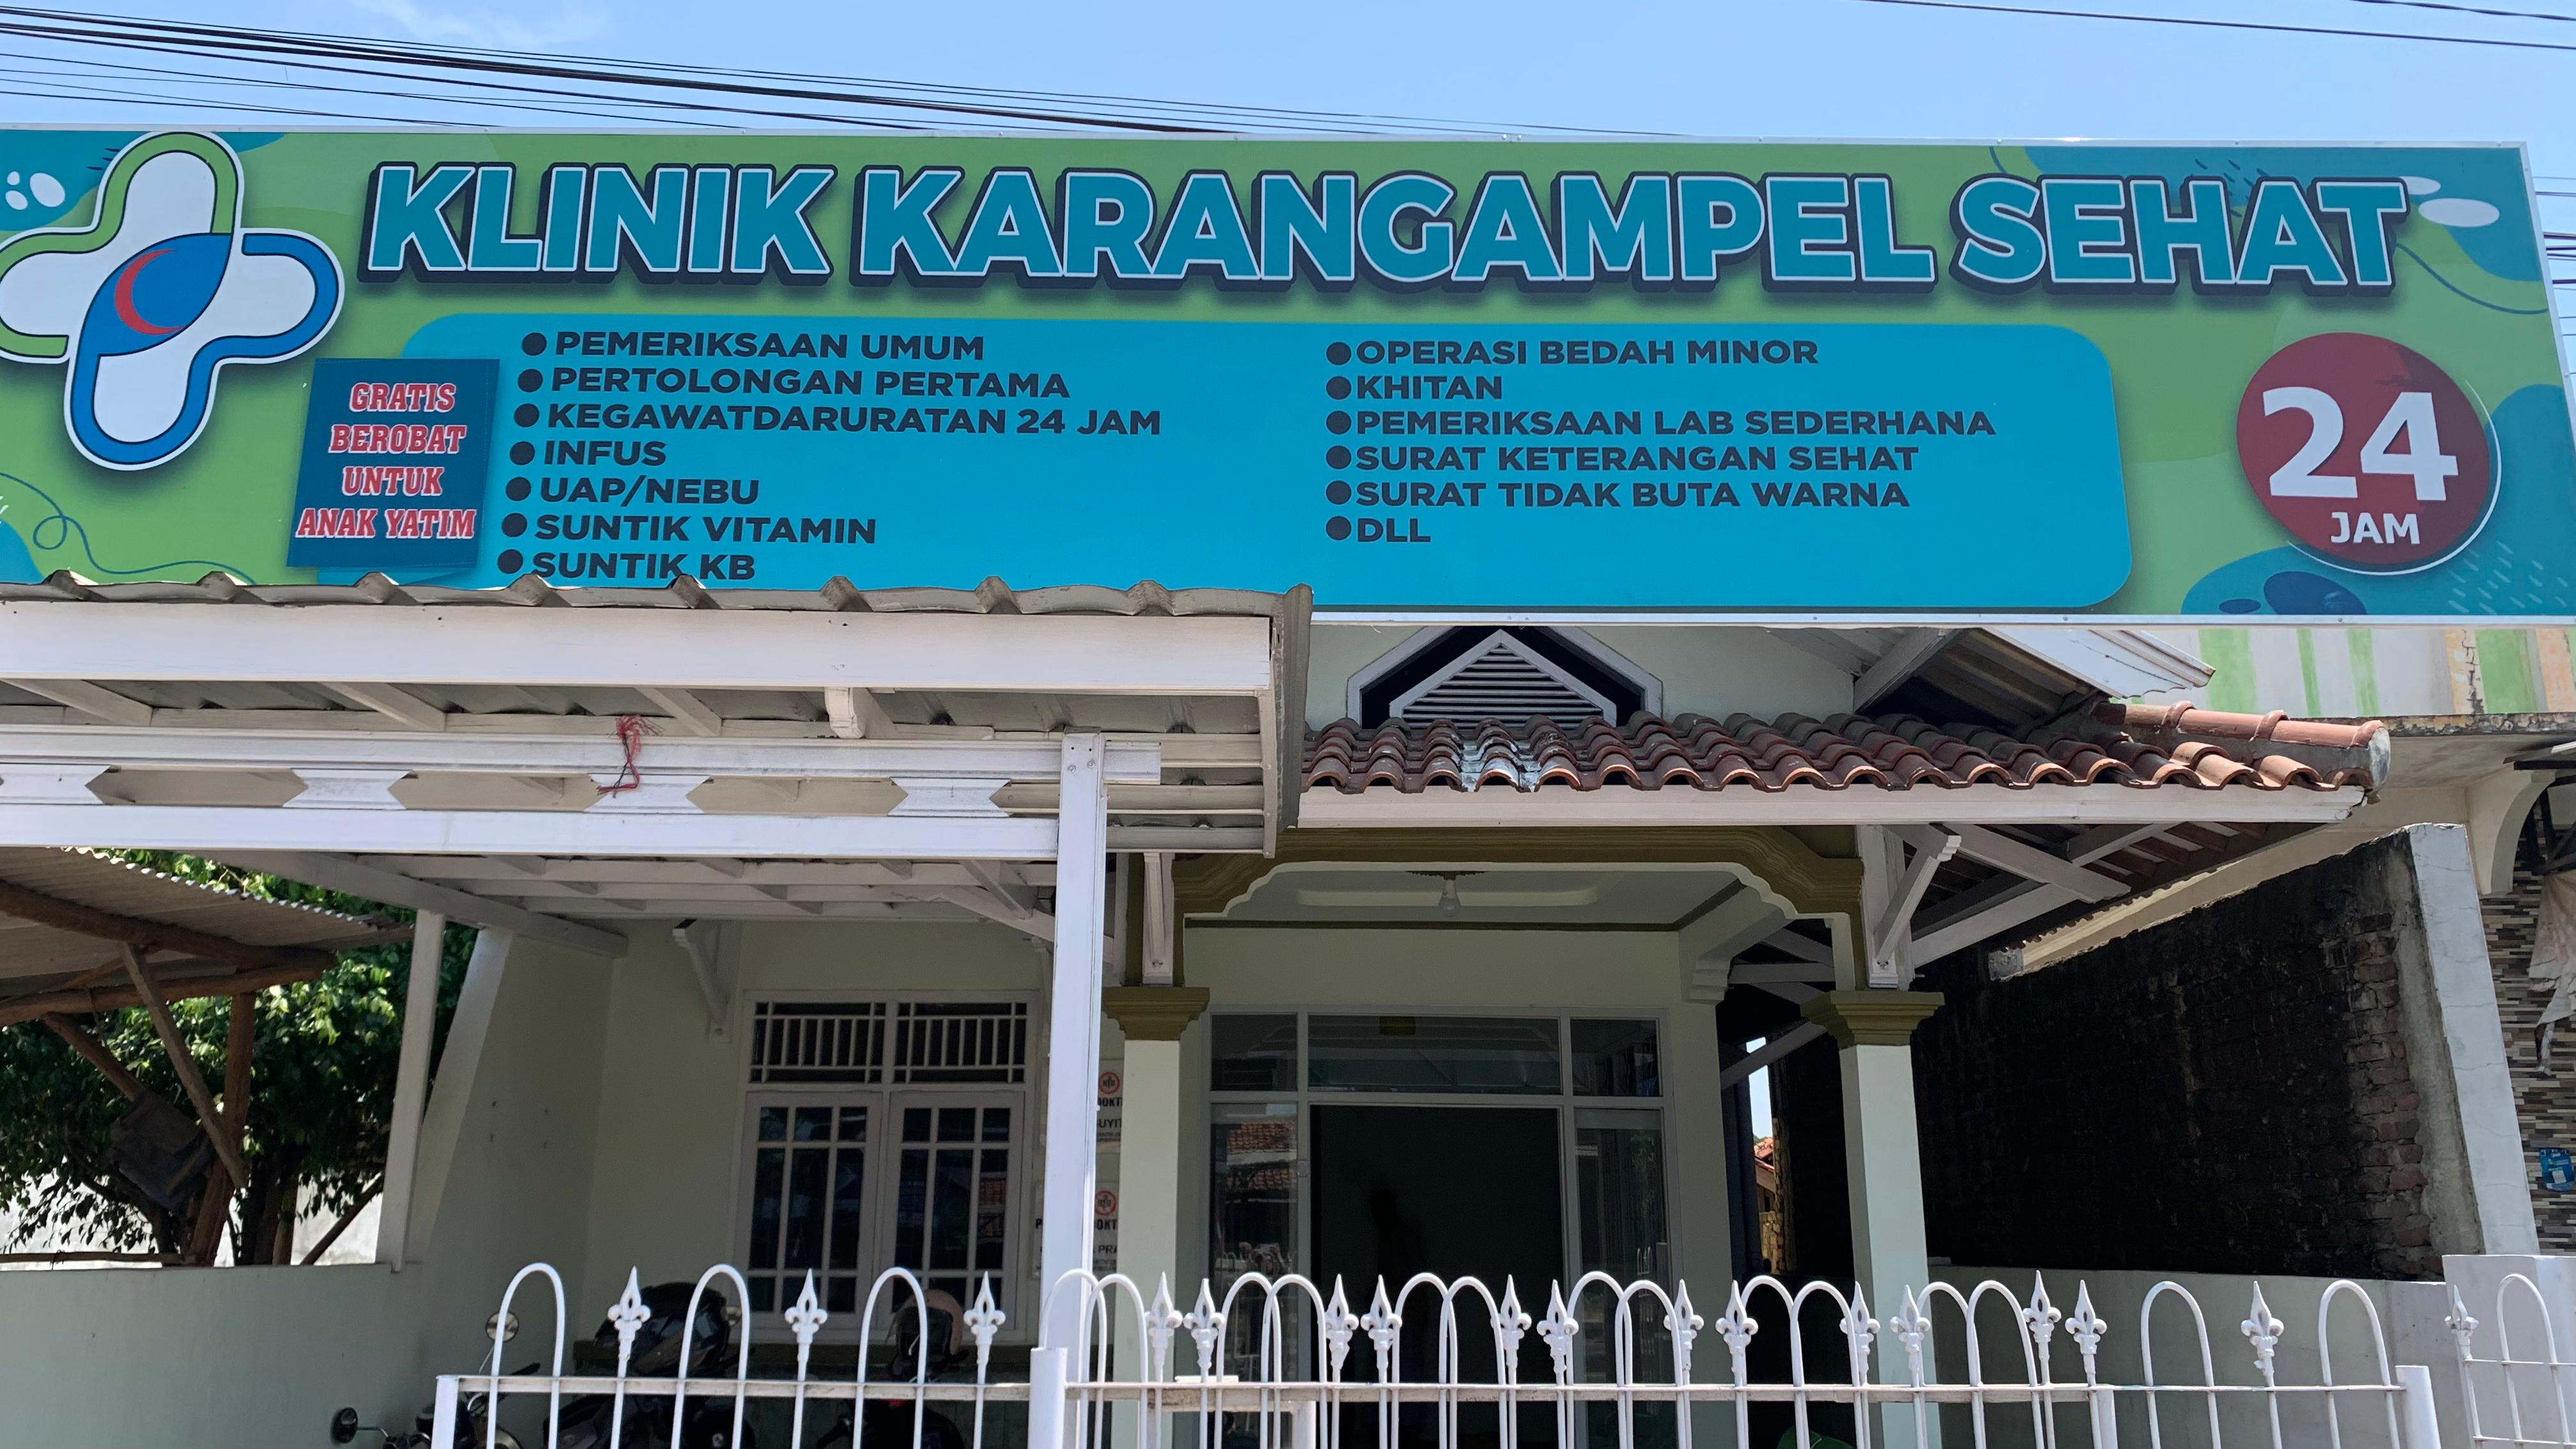 KLINIK KARANGAMPEL SEHAT
GRATIS
BEROBAT
UNTUK
ANAK YATIM
● PEMERIKSAAN UMUM
● PERTOLONGAN PERTAMA
● KEGAWATDARURATAN 24 JAM
● INFUS
● UAP/NEBU
● SUNTIK VITAMIN
● SUNTIK KB
● OPERASI BEDAH MINOR
● KHITAN
● PEMERIKSAAN LAB SEDERHANA
● SURAT KETERANGAN SEHAT
● SURAT TIDAK BUTA WARNA
● DLL
24
JAM